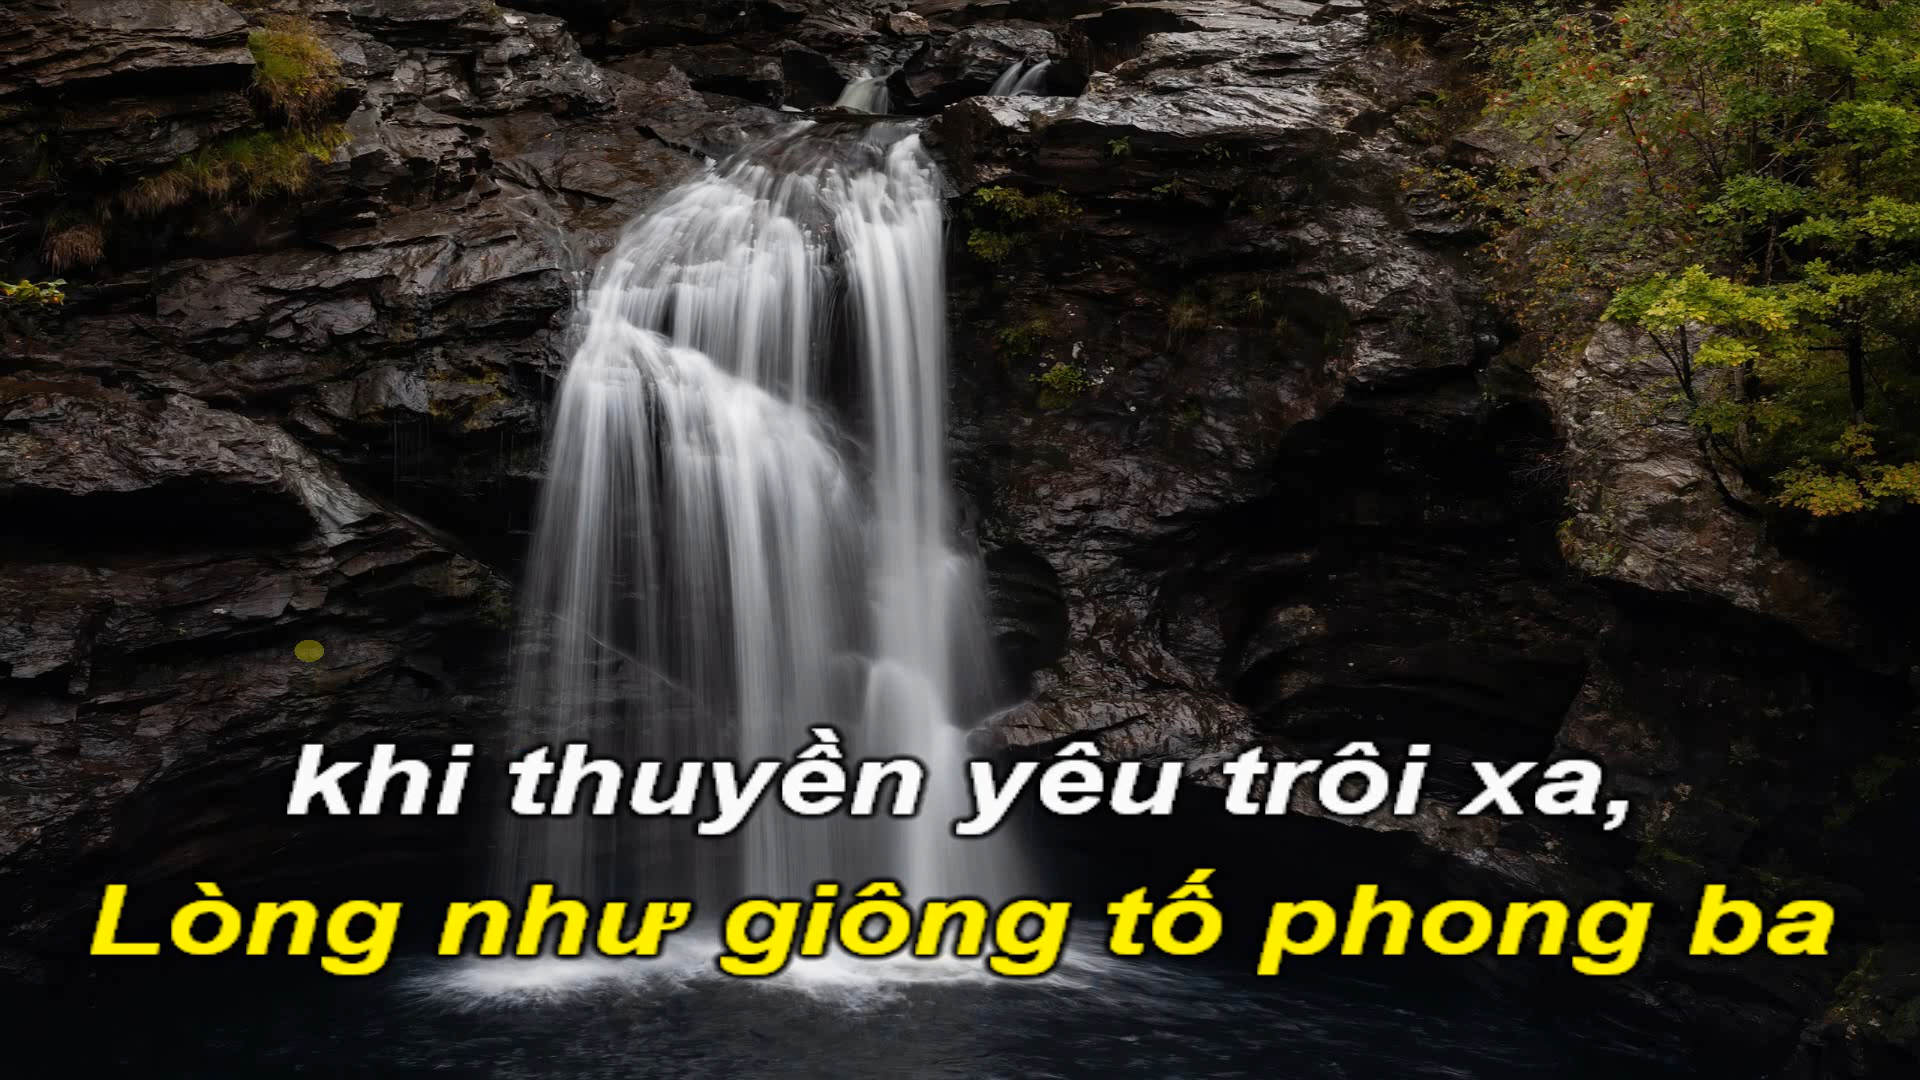 khi thuyền yêu trôi xa,
Lòng như giông tố phong ba